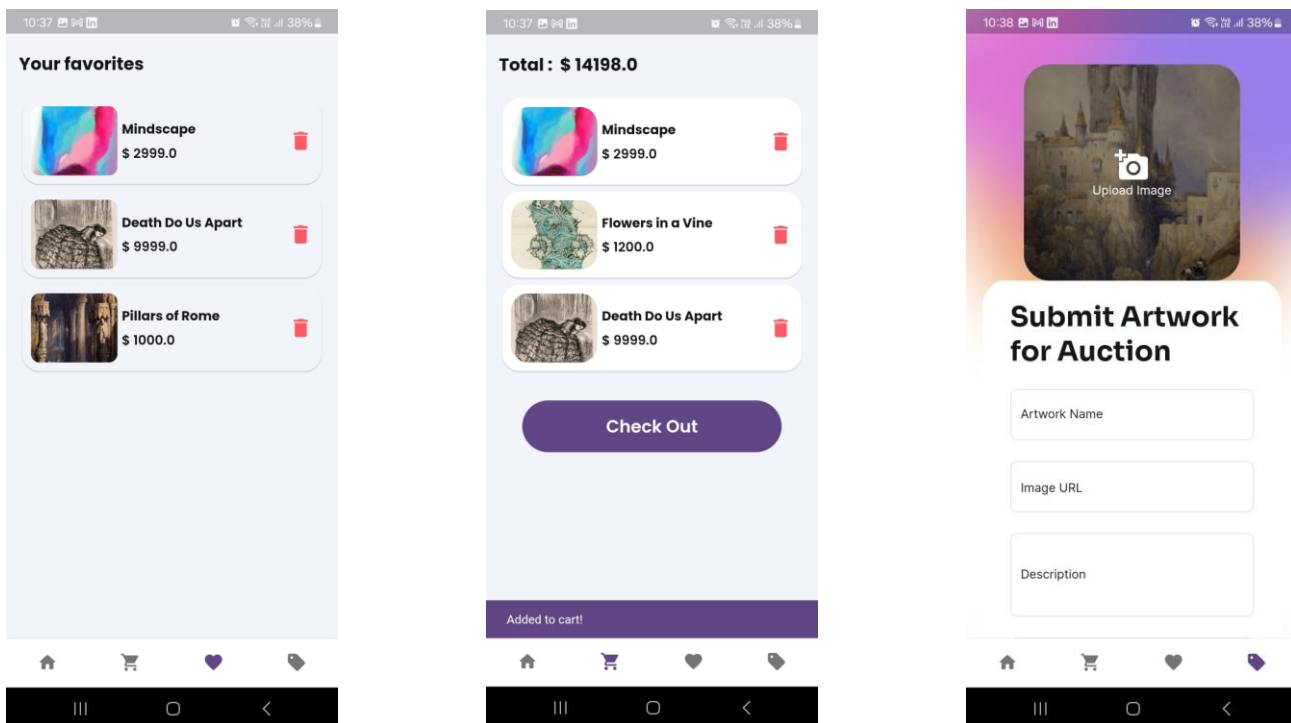 10:37 in 38%
Your favorites
Mindscape
$ 2999.0
Death Do Us Apart
$ 9999.0
Pillars of Rome
$ 1000.0
10:37 in 38%
Total : $ 14198.0
Mindscape
$ 2999.0
Flowers in a Vine
$ 1200.0
Death Do Us Apart
$ 9999.0
Check Out
Added to cart!
10:38 in 38%
Upload Image
Submit Artwork
for Auction
Artwork Name
Image URL
Description